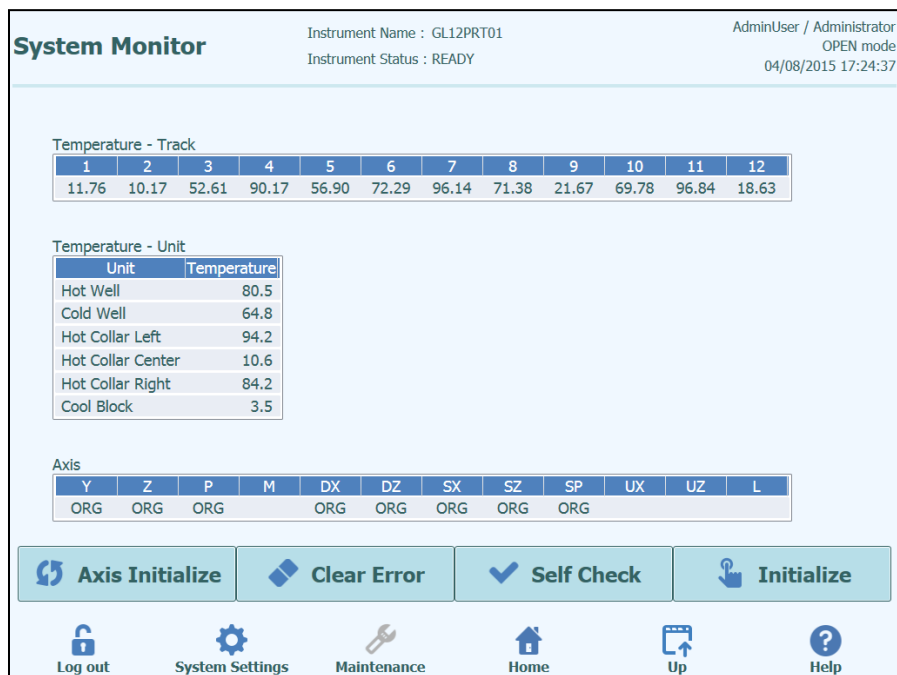 System Monitor
Instrument Name : GL12PRT01
Instrument Status : READY
AdminUser / Administrator
OPEN mode
04/08/2015 17:24:37
Temperature - Track
1 2 3 4 5 6 7 8 9 10 11 12
11.76 10.17 52.61 90.17 56.90 72.29 96.14 71.38 21.67 69.78 96.84 18.63
Temperature - Unit
Unit Temperature
Hot Well 80.5
Cold Well 64.8
Hot Collar Left 94.2
Hot Collar Center 10.6
Hot Collar Right 84.2
Cool Block 3.5
Axis
Y Z P M DX DZ SX SZ SP UX UZ L
ORG ORG ORG ORG ORG ORG ORG ORG
Axis Initialize Clear Error Self Check Initialize
Log out System Settings Maintenance Home Up Help